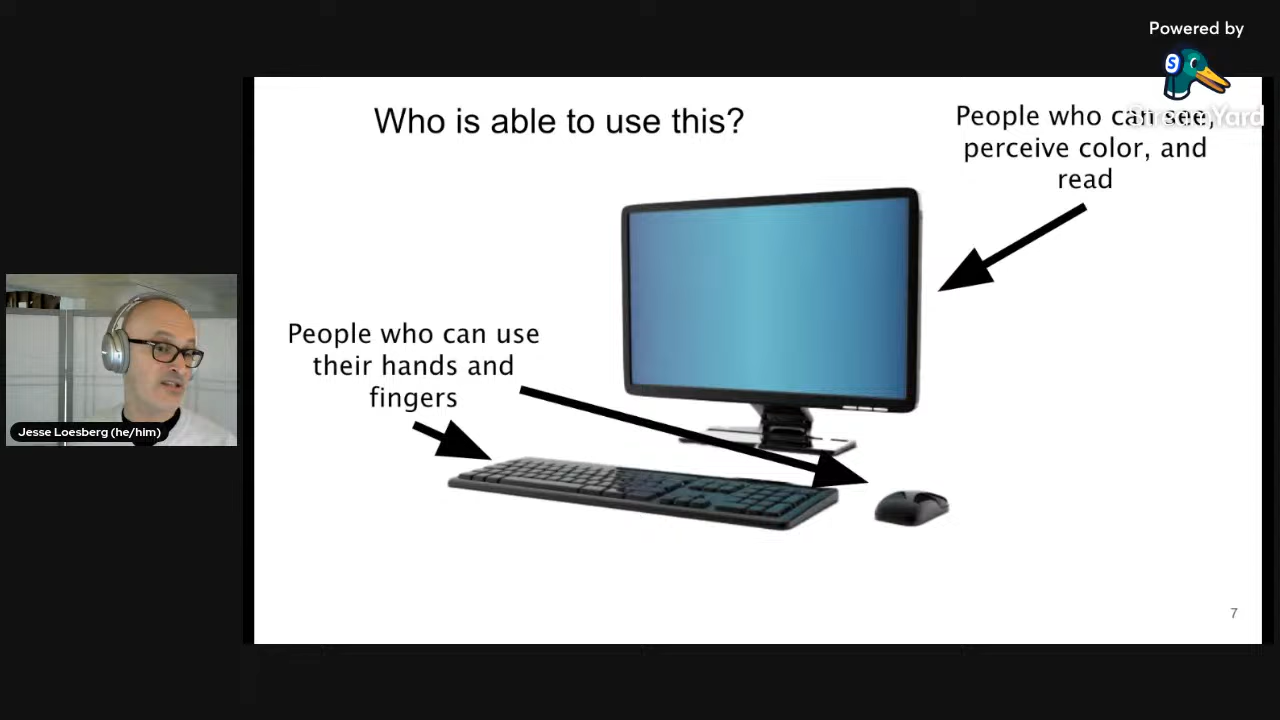 Powered by
S
StreamYard
Who is able to use this?
People who can see,
perceive color, and
read
People who can use
their hands and
fingers
Jesse Loesberg (he/him)
7